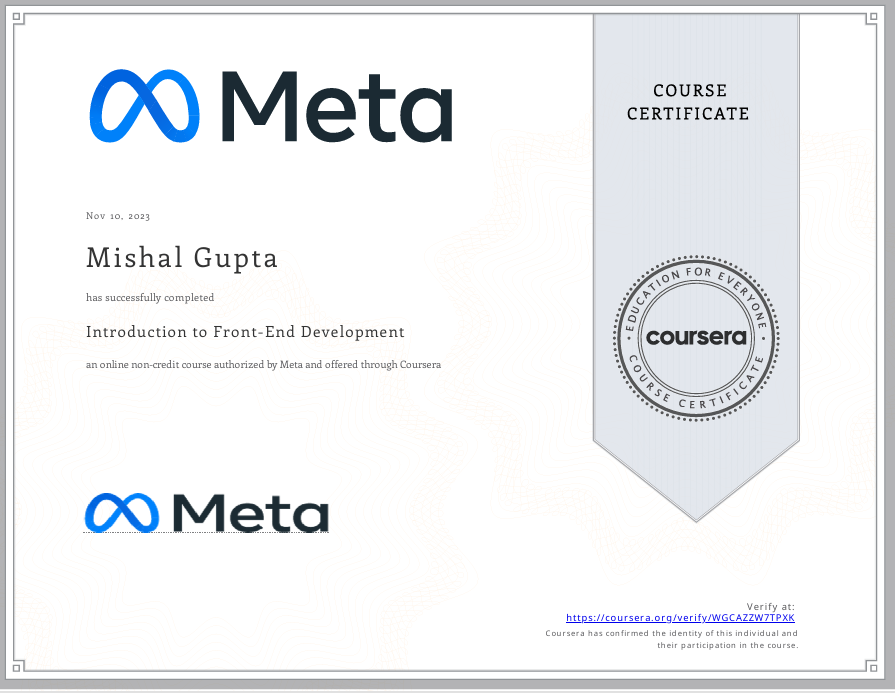 Meta
COURSE
CERTIFICATE
Nov 10, 2023
Mishal Gupta
has successfully completed
Introduction to Front-End Development
an online non-credit course authorized by Meta and offered through Coursera
EDUCATION FOR EVERYONE
coursera
COURSE CERTIFICATE
Meta
Verify at:
https://coursera.org/verify/WGCAZZW7TPXK
Coursera has confirmed the identity of this individual and
their participation in the course.